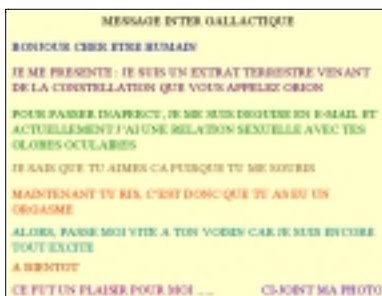 MESSAGE INTER GALLACTIQUE
BONJOUR CHER ETRE HUMAIN
JE ME PRESENTE : JE SUIS UN EXTRAT TERRESTRE VENANT
DE LA CONSTELLATION QUE VOUS APPELEZ ORION
POUR PASSER INAPERCU, JE ME SUIS DEGUISE EN E-MAIL ET
ACTUELLEMENT J'AI UNE RELATION SEXUELLE AVEC TES
GLOBES OCULAIRES
JE SAIS QUE TU AIMES CA PUISQUE TU ME SOURIS
MAINTENANT TU RIS, C'EST DONC QUE TU AS EU UN
ORGASME
ALORS, PASSE MOI VITE A TON VOISIN CAR JE SUIS ENCORE
TOUT EXCITE
A BIENTOT
CE FUT UN PLAISIR POUR MOI .... CI-JOINT MA PHOTO